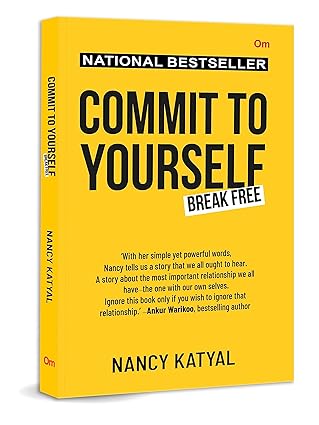 Om
NATIONAL BESTSELLER
COMMIT TO
YOURSELF
BREAK FREE
'With her simple yet powerful words,
Nancy tells us a story that we all ought to hear.
A story about the most important relationship we all
have-the one with our own selves.
Ignore this book only if you wish to ignore that
relationship.' -Ankur Warikoo, bestselling author
NANCY KATYAL
COMMIT TO YOURSELF
BREAK FREE
NANCY KATYAL
Om